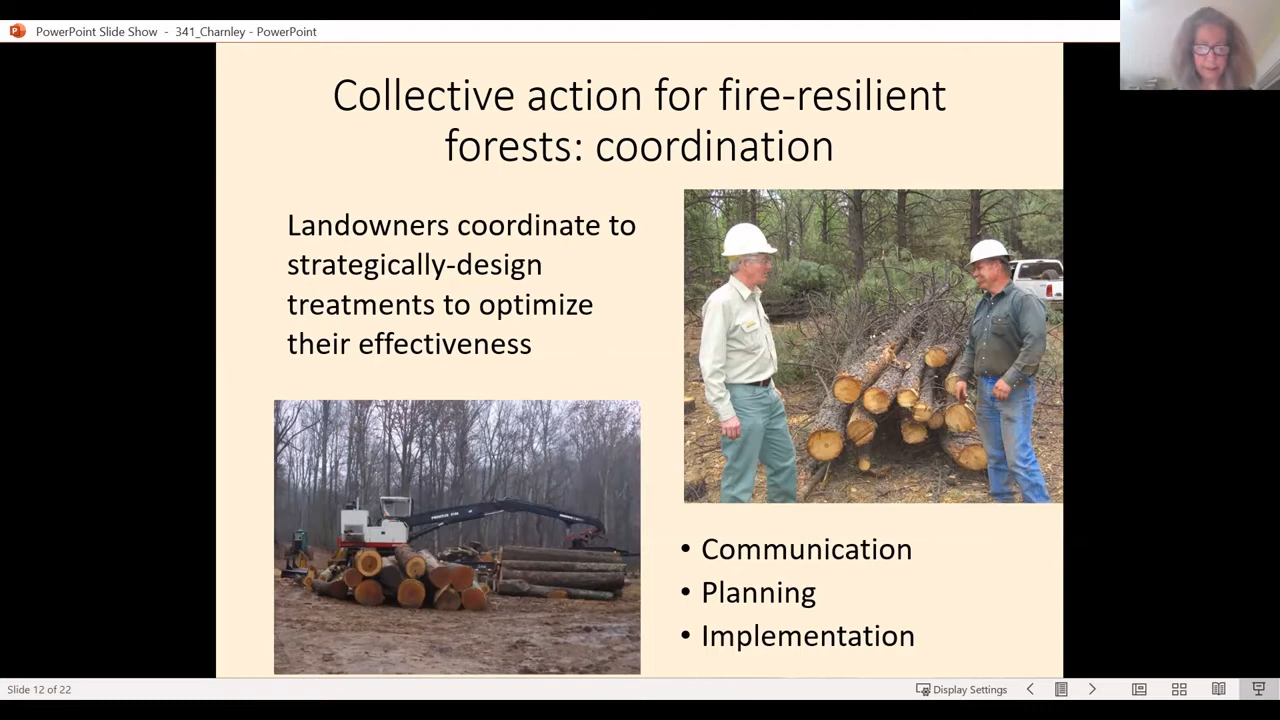 PowerPoint Slide Show - 341_Charnley - PowerPoint
Collective action for fire-resilient
forests: coordination
Landowners coordinate to
strategically-design
treatments to optimize
their effectiveness
• Communication
• Planning
• Implementation
Slide 12 of 22
Display Settings